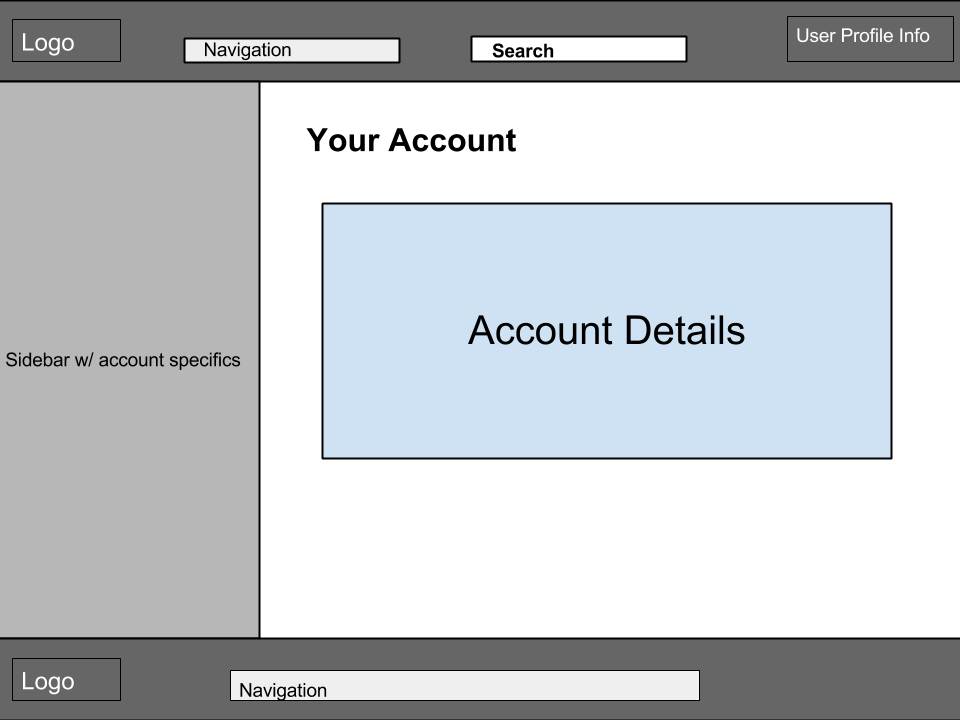 Logo
Navigation
Search
User Profile Info
Your Account
Account Details
Sidebar w/ account specifics
Logo
Navigation